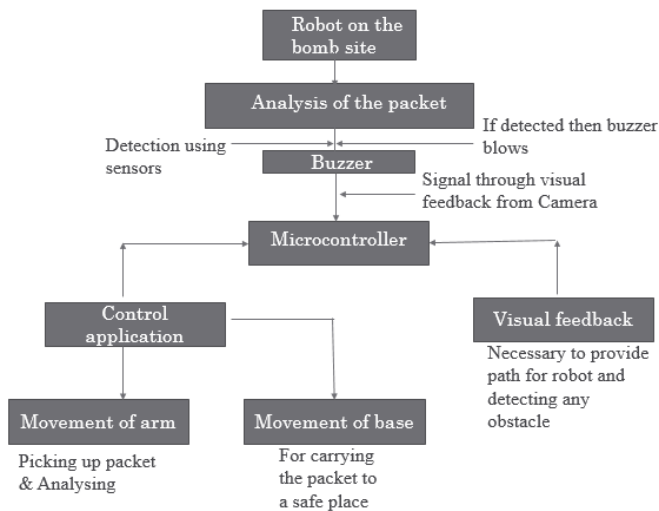 Robot on the
bomb site
Analysis of the packet
Detection using
sensors
If detected then buzzer
blows
Buzzer
Signal through visual
feedback from Camera
Microcontroller
Control
application
Visual feedback
Necessary to provide
path for robot and
detecting any
obstacle
Movement of arm
Movement of base
Picking up packet
& Analysing
For carrying
the packet to
a safe place